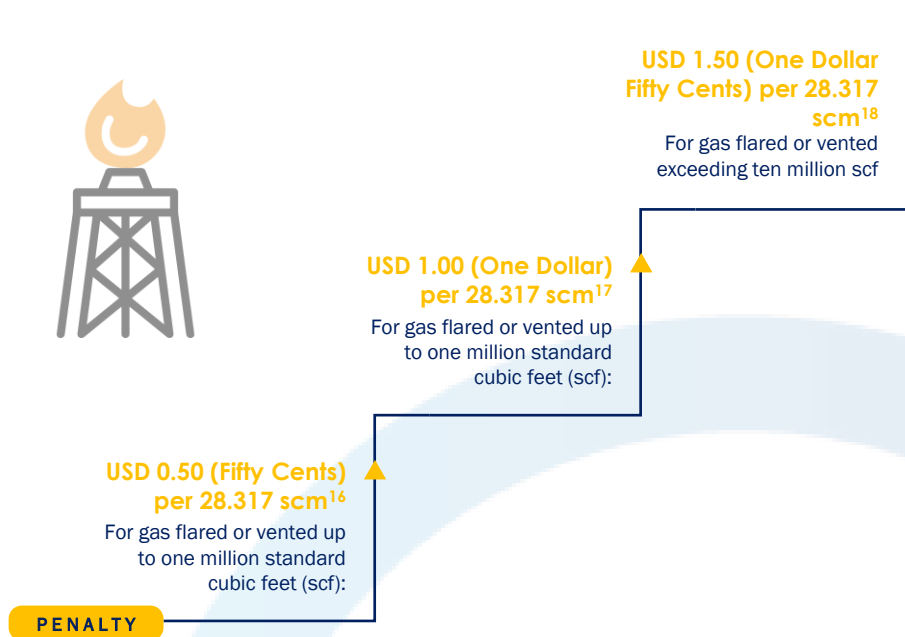 USD 1.50 (One Dollar
Fifty Cents) per 28.317
scm18
For gas flared or vented
exceeding ten million scf
USD 1.00 (One Dollar)
per 28.317 scm17
For gas flared or vented up
to one million standard
cubic feet (scf):
USD 0.50 (Fifty Cents)
per 28.317 scm16
For gas flared or vented up
to one million standard
cubic feet (scf):
PENALTY